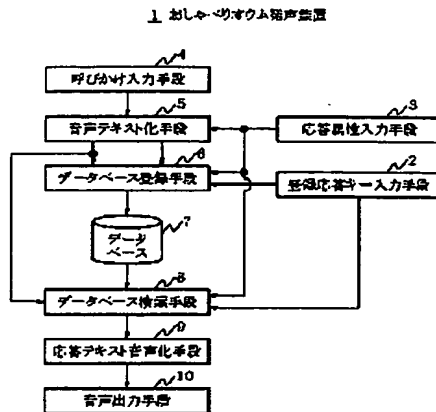 1 おしゃべりオウム発声装置
4
呼びかけ入力手段
5
音声テキスト化手段
3
応答属性入力手段
6
データベース登録手段
2
登録応答キー入力手段
7
データ
ベース
8
データベース検索手段
9
応答テキスト音声化手段
10
音声出力手段